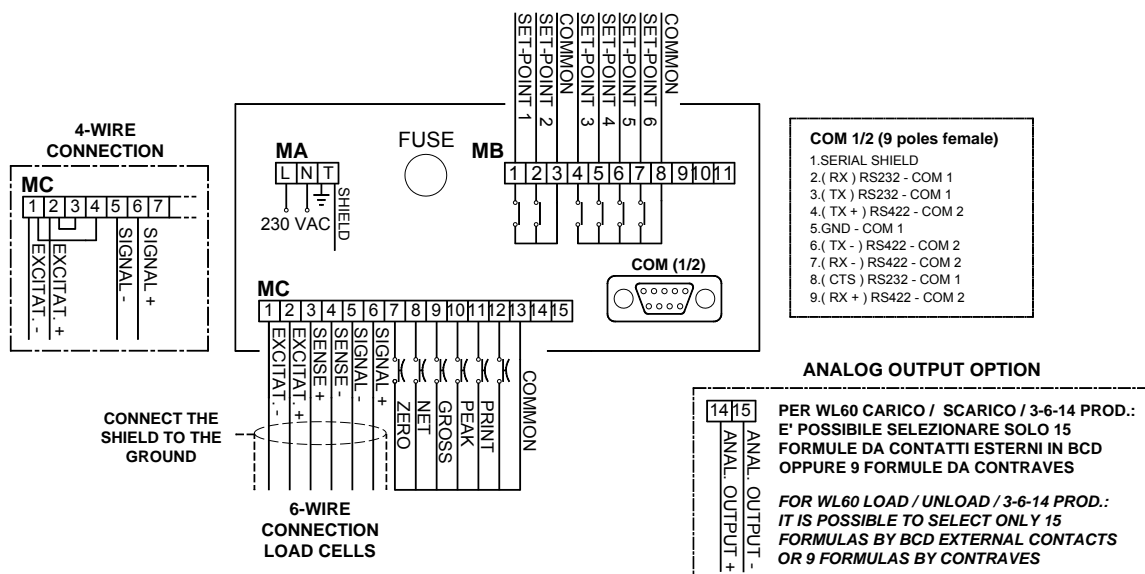 SET-POINT 1
SET-POINT 2
COMMON
SET-POINT 3
SET-POINT 4
SET-POINT 5
SET-POINT 6
COMMON
4-WIRE
CONNECTION
MC
1 2 3 4 5 6 7
EXCITAT. -
EXCITAT. +
SIGNAL -
SIGNAL +
MA
L N T
230 VAC
SHIELD
FUSE
MB
1 2 3 4 5 6 7 8 9 10 11
COM (1/2)
MC
1 2 3 4 5 6 7 8 9 10 11 12 13 14 15
EXCITAT. -
EXCITAT. +
SENSE +
SENSE -
SIGNAL -
SIGNAL +
ZERO
NET
GROSS
PEAK
PRINT
COMMON
CONNECT THE
SHIELD TO THE
GROUND
6-WIRE
CONNECTION
LOAD CELLS
COM 1/2 (9 poles female)
1.SERIAL SHIELD
2.( RX ) RS232 - COM 1
3.( TX ) RS232 - COM 1
4.( TX + ) RS422 - COM 2
5.GND - COM 1
6.( TX - ) RS422 - COM 2
7.( RX - ) RS422 - COM 2
8.( CTS ) RS232 - COM 1
9.( RX + ) RS422 - COM 2
ANALOG OUTPUT OPTION
14 15
ANAL. OUTPUT +
ANAL. OUTPUT -
PER WL60 CARICO / SCARICO / 3-6-14 PROD.:
E' POSSIBILE SELEZIONARE SOLO 15
FORMULE DA CONTATTI ESTERNI IN BCD
OPPURE 9 FORMULE DA CONTRAVES
FOR WL60 LOAD / UNLOAD / 3-6-14 PROD.:
IT IS POSSIBLE TO SELECT ONLY 15
FORMULAS BY BCD EXTERNAL CONTACTS
OR 9 FORMULAS BY CONTRAVES